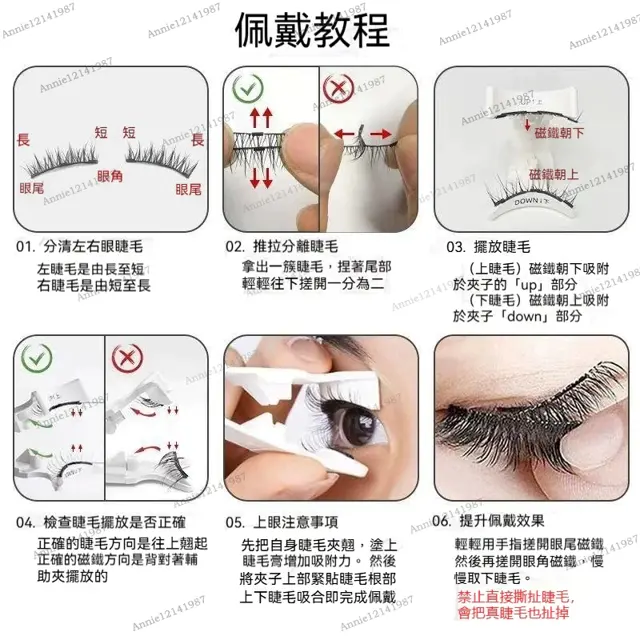 佩戴教程
長 短 短 長
眼尾 眼角 眼尾
UP↑上
磁鐵朝下
磁鐵朝上
DOWN↓下
01. 分清左右眼睫毛
左睫毛是由長至短
右睫毛是由短至長
02. 推拉分離睫毛
拿出一簇睫毛，捏著尾部
輕輕往下搓開一分為二
03. 擺放睫毛
（上睫毛）磁鐵朝下吸附
於夾子的「up」部分
（下睫毛）磁鐵朝上吸附
於夾子「down」部分
04. 檢查睫毛擺放是否正確
正確的睫毛方向是往上翹起
正確的磁鐵方向是背對著輔
助夾擺放的
05. 上眼注意事項
先把自身睫毛夾翹，塗上
睫毛膏增加吸附力。然後
將夾子上部緊貼睫毛根部
上下睫毛吸合即完成佩戴
06. 提升佩戴效果
輕輕用手指搓開眼尾磁鐵
然後再搓開眼角磁鐵，慢
慢取下睫毛。
禁止直接撕扯睫毛，
會把真睫毛也扯掉
Annie12141987